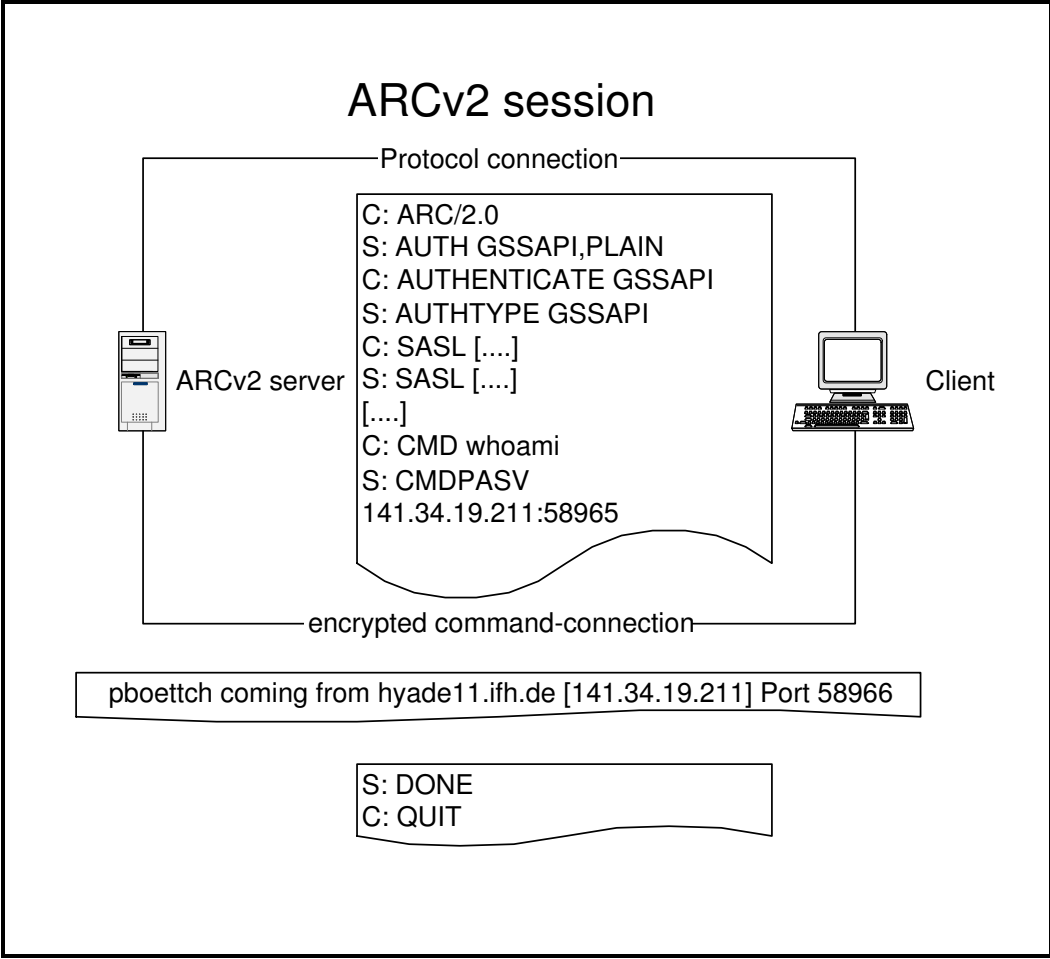 ARCv2 session
Protocol connection
C: ARC/2.0
S: AUTH GSSAPI,PLAIN
C: AUTHENTICATE GSSAPI
S: AUTHTYPE GSSAPI
C: SASL [....]
S: SASL [....]
[....]
C: CMD whoami
S: CMDPASV
141.34.19.211:58965
ARCv2 server
Client
encrypted command-connection
pboettch coming from hyade11.ifh.de [141.34.19.211] Port 58966
S: DONE
C: QUIT